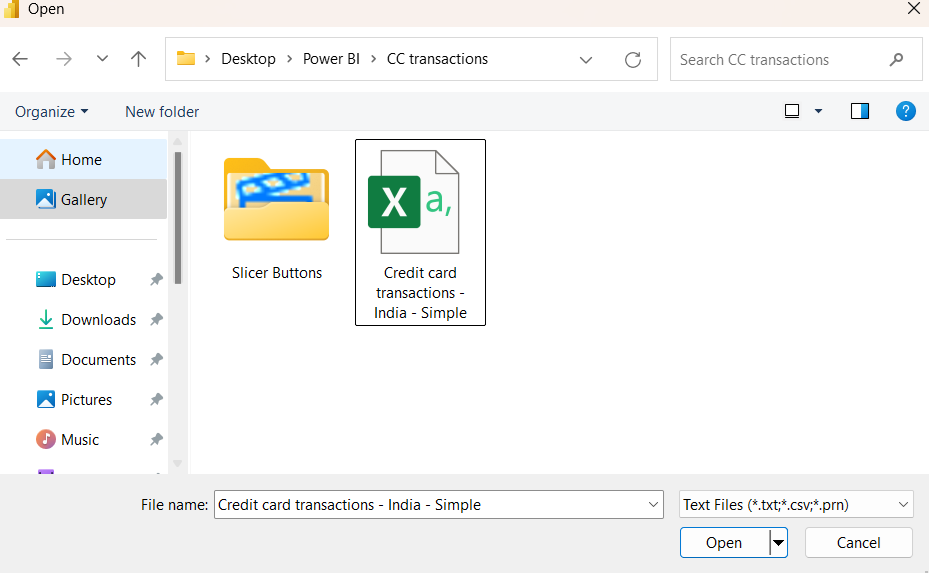 Open
Desktop > Power BI > CC transactions
Search CC transactions
Organize
New folder
?
Home
Gallery
Desktop
Downloads
Documents
Pictures
Music
Slicer Buttons
X a,
Credit card
transactions -
India - Simple
File name: Credit card transactions - India - Simple
Text Files (*.txt;*.csv;*.prn)
Open
Cancel